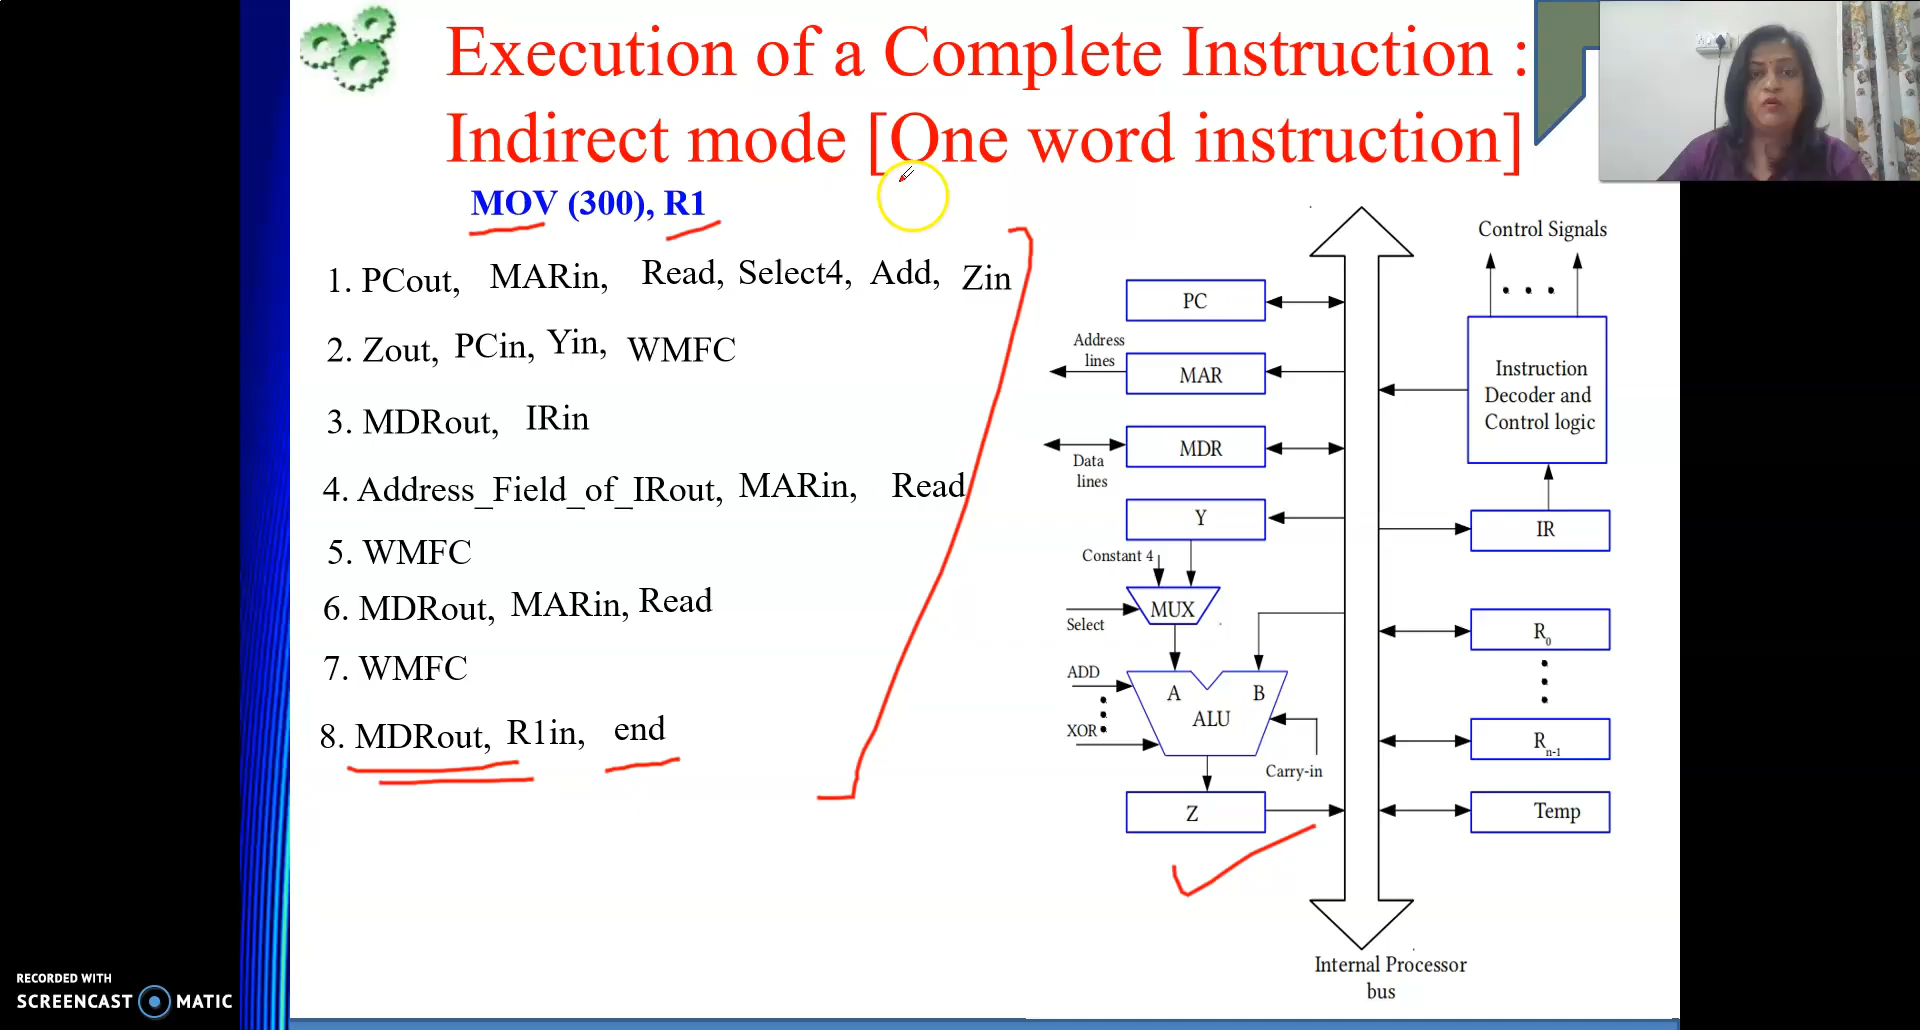 Execution of a Complete Instruction :
Indirect mode [One word instruction]
MOV (300), R1
1. PCout, MARin, Read, Select4, Add, Zin
2. Zout, PCin, Yin, WMFC
3. MDRout, IRin
4. Address_Field_of_IRout, MARin, Read
5. WMFC
6. MDRout, MARin, Read
7. WMFC
8. MDRout, R1in, end
Control Signals
PC
Address
lines
MAR
Instruction
Decoder and
Control logic
MDR
Data
lines
Y
IR
Constant 4
MUX
Select
R0
ADD
A B
ALU
XOR
Rn-1
Carry-in
Z
Temp
Internal Processor
bus
RECORDED WITH
SCREENCAST MATIC